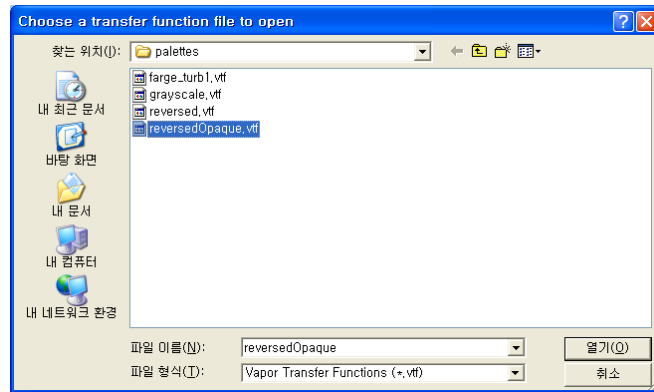 Choose a transfer function file to open
찾는 위치(I):
palettes
farge_turb1,vtf
grayscale,vtf
reversed,vtf
reversedOpaque,vtf
내 최근 문서
바탕 화면
내 문서
내 컴퓨터
내 네트워크 환경
파일 이름(N):
reversedOpaque
열기(O)
파일 형식(T):
Vapor Transfer Functions (*,vtf)
취소